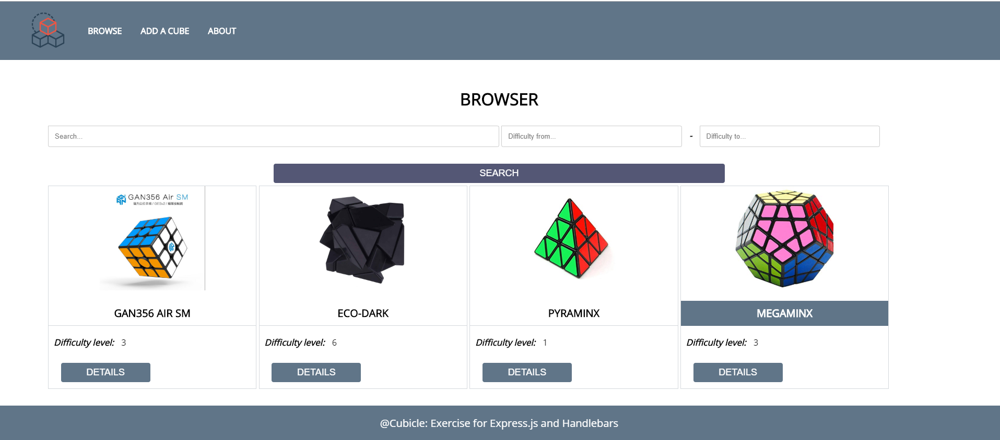 BROWSE ADD A CUBE ABOUT
BROWSER
Search... Difficulty from... - Difficulty to...
SEARCH
GAN356 Air SM
GAN356 AIR SM
Difficulty level: 3
DETAILS
ECO-DARK
Difficulty level: 6
DETAILS
PYRAMINX
Difficulty level: 1
DETAILS
MEGAMINX
Difficulty level: 3
DETAILS
@Cubicle: Exercise for Express.js and Handlebars